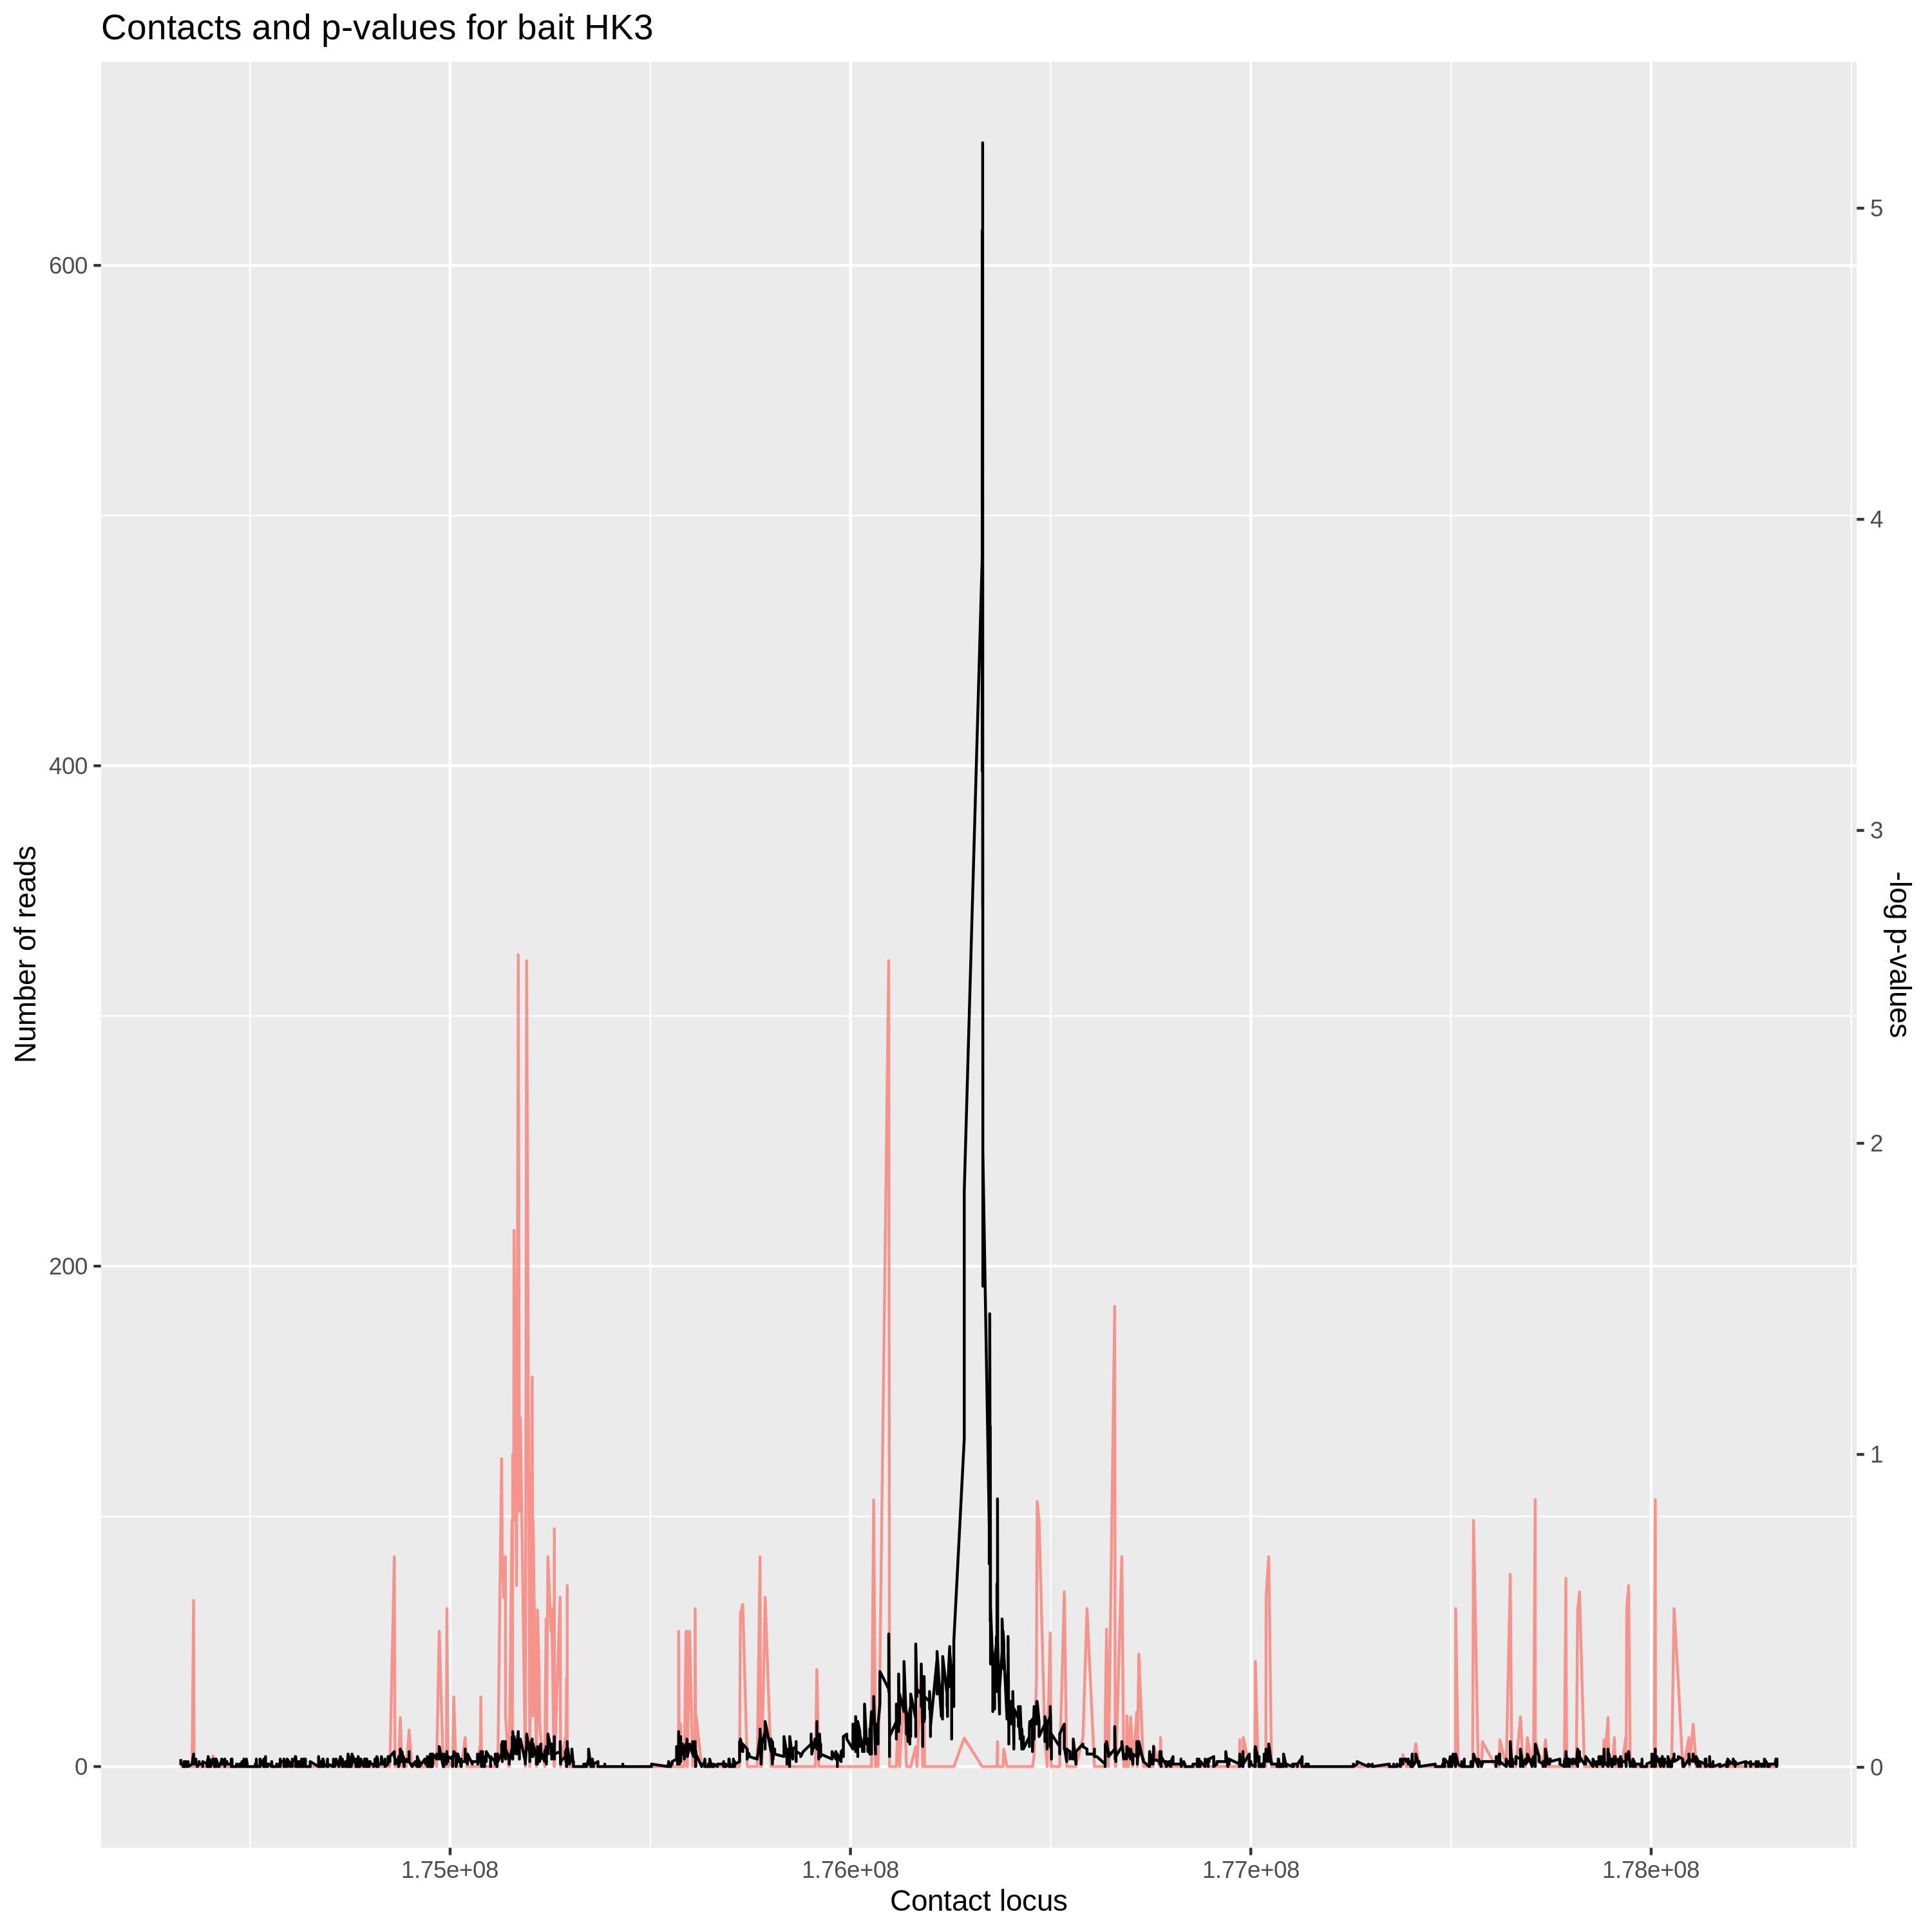 Contacts and p-values for bait HK3
Number of reads
600
400
200
0
5
4
3
2
1
0
-log p-values
1.75e+08
1.76e+08
1.77e+08
1.78e+08
Contact locus